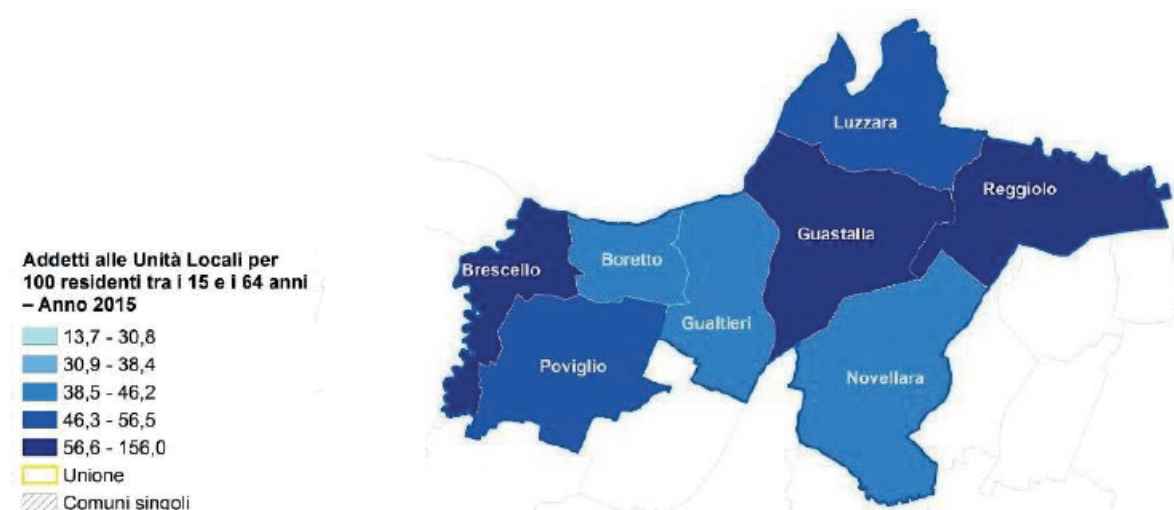 Luzzara
Reggiolo
Guastalla
Brescello
Boretto
Gualtieri
Poviglio
Novellara
Addetti alle Unità Locali per
100 residenti tra i 15 e i 64 anni
– Anno 2015
13,7 - 30,8
30,9 - 38,4
38,5 - 46,2
46,3 - 56,5
56,6 - 156,0
Unione
Comuni singoli